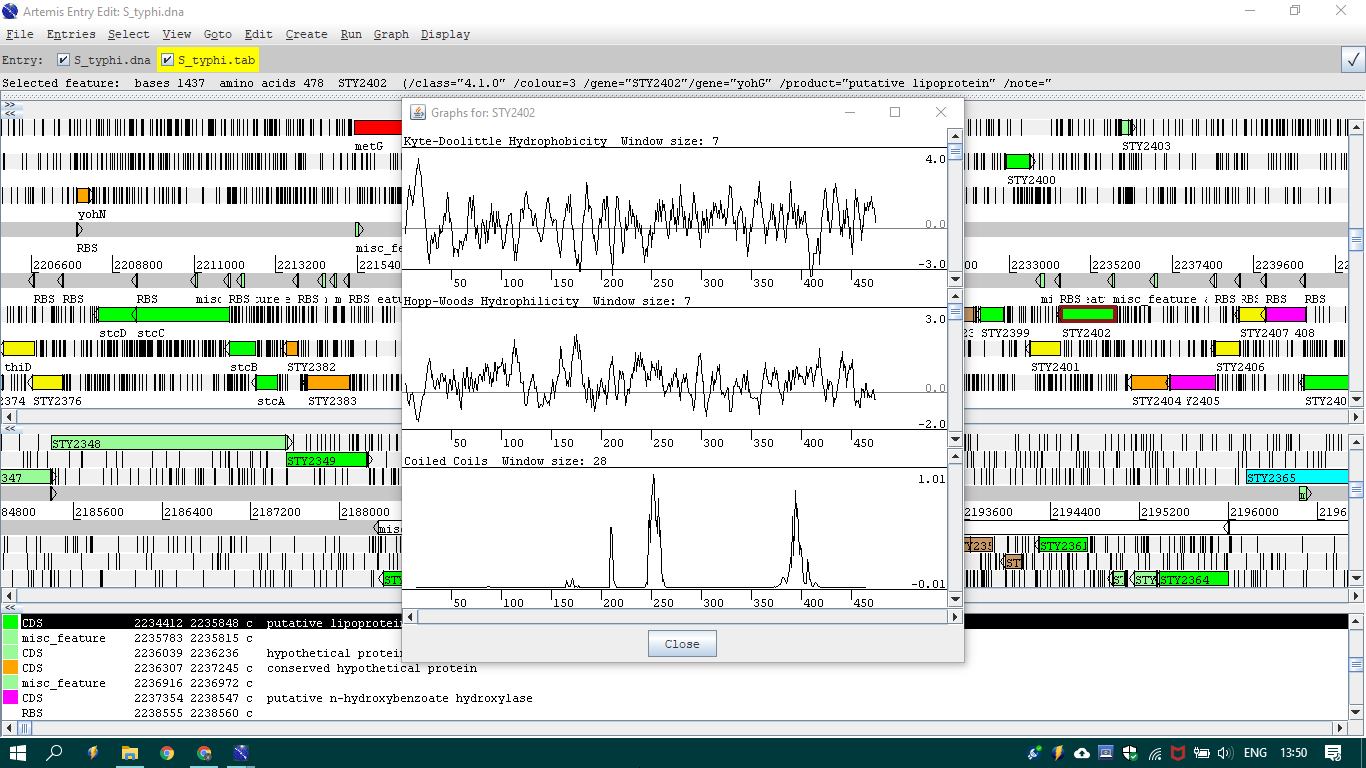 Artemis Entry Edit: S_typhi.dna
File Entries Select View Goto Edit Create Run Graph Display
Entry: S_typhi.dna S_typhi.tab
Selected feature: bases 1437 amino acids 478 STY2402 (/class="4.1.0" /colour=3 /gene="STY2402"/gene="yohG" /product="putative lipoprotein" /note="
Graphs for: STY2402
Kyte-Doolittle Hydrophobicity Window size: 7
4.0
0.0
-3.0
50 100 150 200 250 300 350 400 450
Hopp-Woods Hydrophilicity Window size: 7
3.0
0.0
-2.0
50 100 150 200 250 300 350 400 450
Coiled Coils Window size: 28
1.01
-0.01
50 100 150 200 250 300 350 400 450
Close
metG
STY2403
STY2400
yohN
RBS
misc_fe
2206600 2208800 2211000 2213200 221540
2233000 2235200 2237400 2239600
RBS RBS RBS misc RBS RBS RBS
RBS misc_feature RBS RBS RBS
stcD stcC
STY2399 STY2402 STY2407 408
thiD stcB STY2382
STY2401 STY2406
2374 STY2376 stcA STY2383
STY2404 Y2405 STY240
STY2348
STY2349
347
STY2365
84800 2185600 2186400 2187200 2188000
2193600 2194400 2195200 2196000 2196
misc
STY2361
STY STY2364
CDS 2234412 2235848 c putative lipoprotei
misc_feature 2235783 2235815 c
CDS 2236039 2236236 hypothetical protein
CDS 2236307 2237245 c conserved hypothetical protein
misc_feature 2236916 2236972 c
CDS 2237354 2238547 c putative n-hydroxybenzoate hydroxylase
RBS 2238555 2238560 c
ENG 13:50